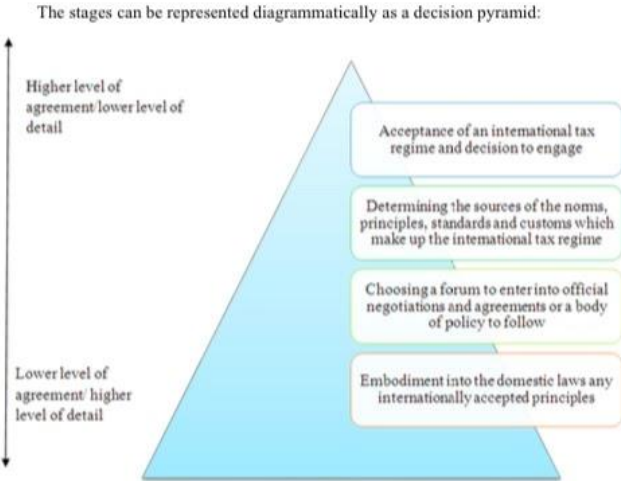 The stages can be represented diagrammatically as a decision pyramid:
Higher level of
agreement/lower level of
detail
Acceptance of an international tax
regime and decision to engage
Determining the sources of the norms,
principles, standards and customs which
make up the international tax regime
Choosing a forum to enter into official
negotiations and agreements or a body
of policy to follow
Lower level of
agreement/ higher
level of detail
Embodiment into the domestic laws any
internationally accepted principles